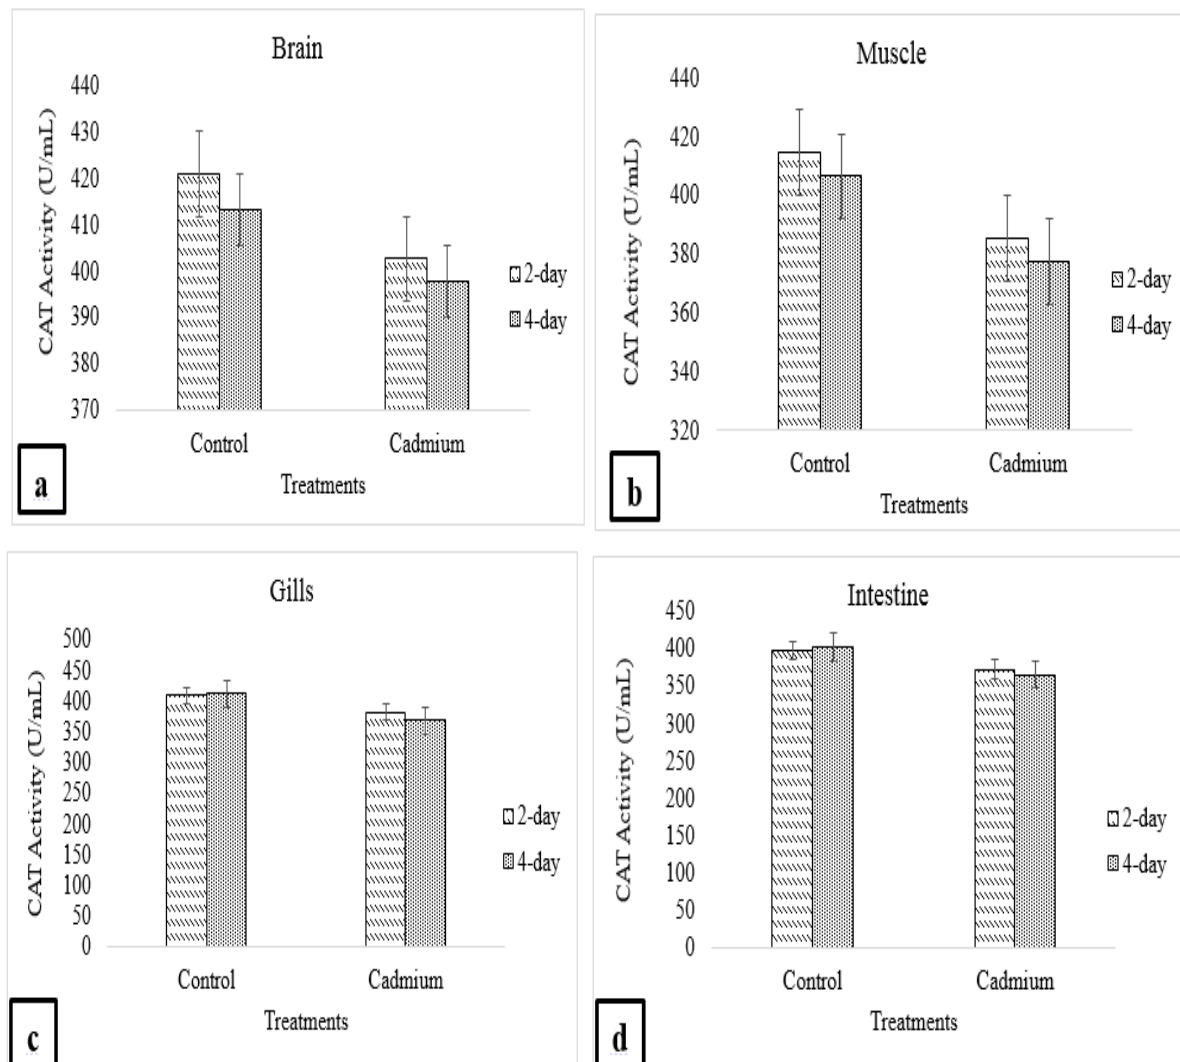 Brain
CAT Activity (U/mL)
440
430
420
410
400
390
380
370
Control
Cadmium
Treatments
2-day
4-day
a
Muscle
CAT Activity (U/mL)
440
420
400
380
360
340
320
Control
Cadmium
Treatments
2-day
4-day
b
Gills
CAT Activity (U/mL)
500
450
400
350
300
250
200
150
100
50
0
Control
Cadmium
Treatments
2-day
4-day
c
Intestine
CAT Activity (U/mL)
450
400
350
300
250
200
150
100
50
0
Control
Cadmium
Treatments
2-day
4-day
d